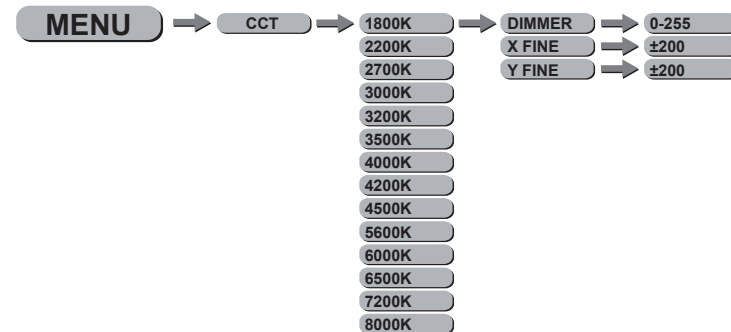 MENU CCT 1800K DIMMER 0-255
2200K X FINE ±200
2700K Y FINE ±200
3000K
3200K
3500K
4000K
4200K
4500K
5600K
6000K
6500K
7200K
8000K